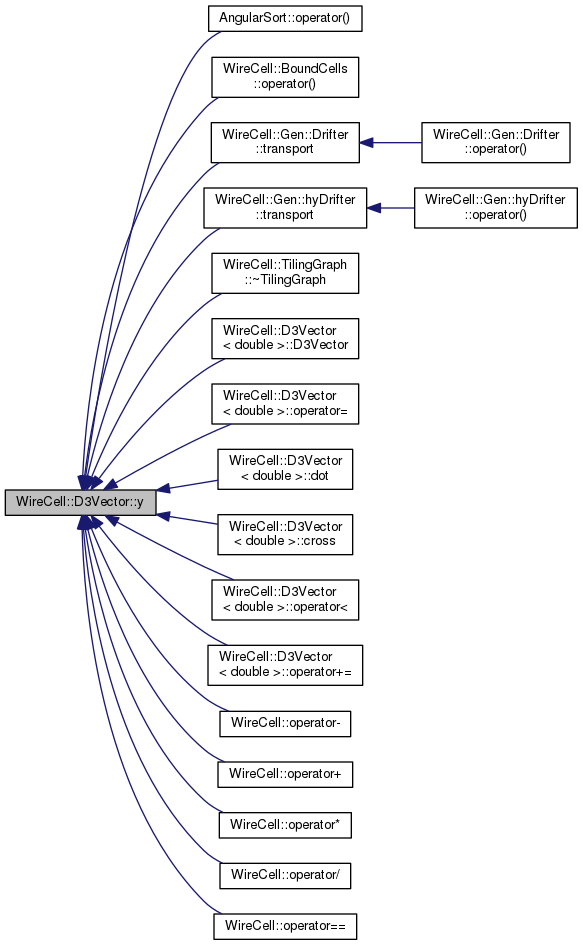 AngularSort::operator()
WireCell::BoundCells
::operator()
WireCell::Gen::Drifter
::transport
WireCell::Gen::Drifter
::operator()
WireCell::Gen::hyDrifter
::transport
WireCell::Gen::hyDrifter
::operator()
WireCell::TilingGraph
::~TilingGraph
WireCell::D3Vector
< double >::D3Vector
WireCell::D3Vector
< double >::operator=
WireCell::D3Vector
< double >::dot
WireCell::D3Vector::y
WireCell::D3Vector
< double >::cross
WireCell::D3Vector
< double >::operator<
WireCell::D3Vector
< double >::operator+=
WireCell::operator-
WireCell::operator+
WireCell::operator*
WireCell::operator/
WireCell::operator==